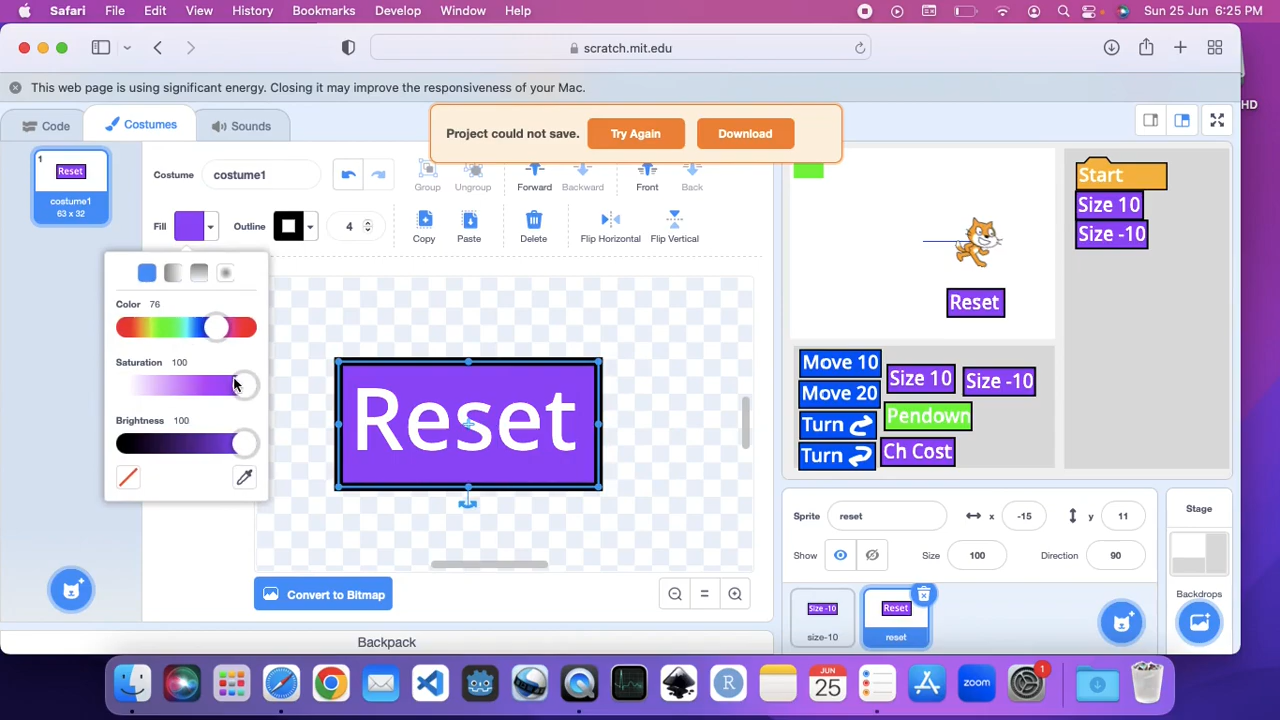 Safari File Edit View History Bookmarks Develop Window Help Sun 25 Jun 6:25 PM
scratch.mit.edu
This web page is using significant energy. Closing it may improve the responsiveness of your Mac.
HD
Code Costumes Sounds
Project could not save. Try Again Download
1
Reset
costume1
63 x 32
Costume costume1
Group Ungroup Forward Backward Front Back
Fill Outline 4
Copy Paste Delete Flip Horizontal Flip Vertical
Color 76
Saturation 100
Brightness 100
Reset
Convert to Bitmap
Backpack
Start
Size 10
Size -10
Reset
Move 10
Size 10
Size -10
Move 20
Pendown
Turn
Ch Cost
Turn
Sprite reset x -15 y 11
Show Size 100 Direction 90
Stage
Backdrops
Size -10
size-10
Reset
reset
JUN
25
R
zoom
1